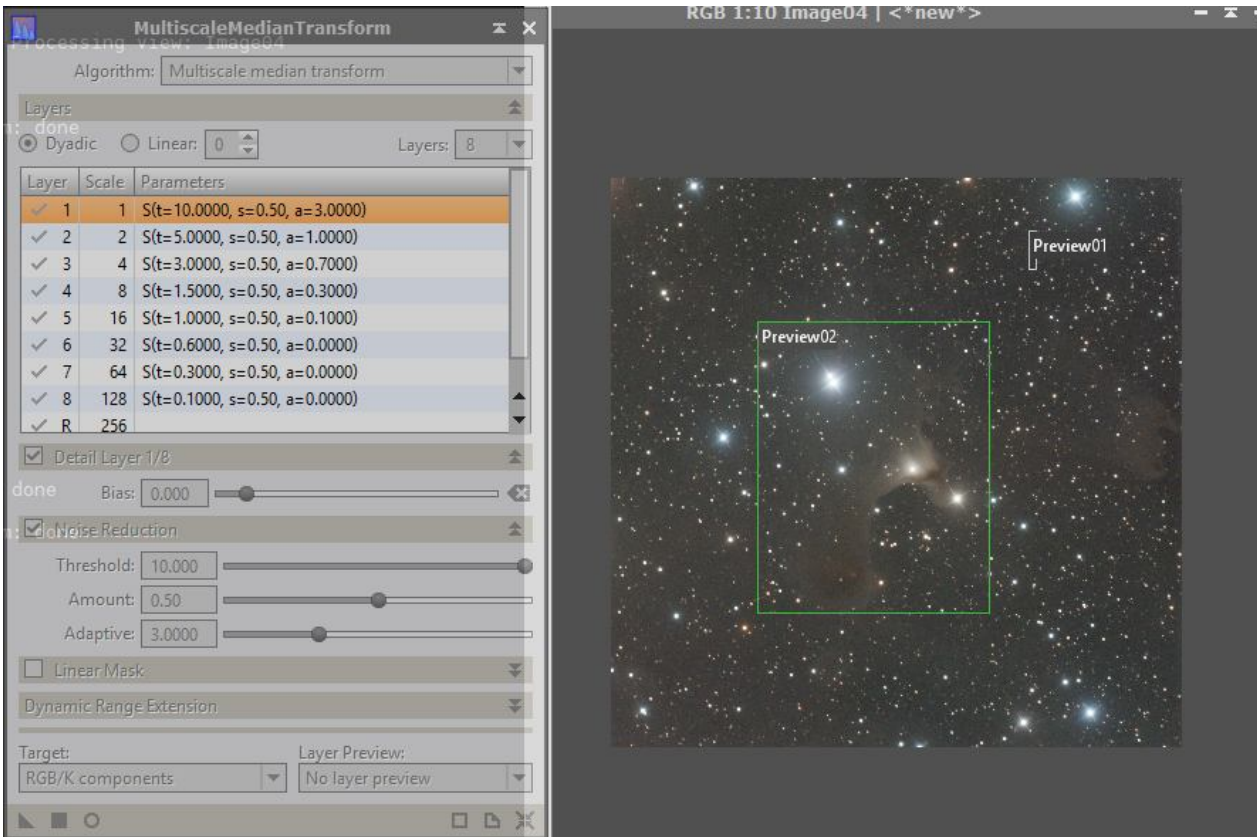 MultiscaleMedianTransform
Processing view: Image04
Algorithm: Multiscale median transform
Layers
n: done
Dyadic Linear: 0 Layers: 8
Layer Scale Parameters
1 1 S(t=10.0000, s=0.50, a=3.0000)
2 2 S(t=5.0000, s=0.50, a=1.0000)
3 4 S(t=3.0000, s=0.50, a=0.7000)
4 8 S(t=1.5000, s=0.50, a=0.3000)
5 16 S(t=1.0000, s=0.50, a=0.1000)
6 32 S(t=0.6000, s=0.50, a=0.0000)
7 64 S(t=0.3000, s=0.50, a=0.0000)
8 128 S(t=0.1000, s=0.50, a=0.0000)
R 256
Detail Layer 1/8
done
Bias: 0.000
Noise Reduction
m: done
Threshold: 10.000
Amount: 0.50
Adaptive: 3.0000
Linear Mask
Dynamic Range Extension
Target: Layer Preview:
RGB/K components No layer preview
RGB 1:10 Image04 | <*new*>
Preview01
Preview02